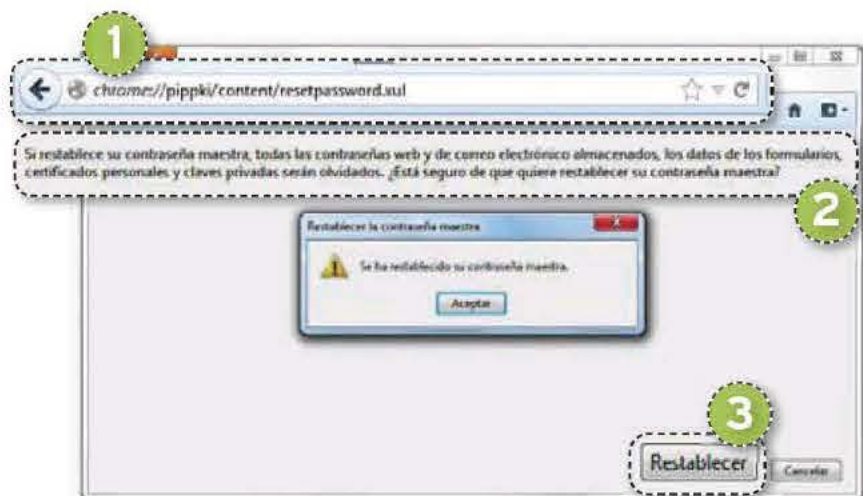 1
chrome://pippki/content/resetpassword.xul
Si restablece su contraseña maestra, todas las contraseñas web y de correo electrónico almacenados, los datos de los formularios,
certificados personales y claves privadas serán olvidados. ¿Está seguro de que quiere restablecer su contraseña maestra?
2
Restablecer la contraseña maestra
Se ha restablecido su contraseña maestra.
Aceptar
3
Restablecer
Cancelar